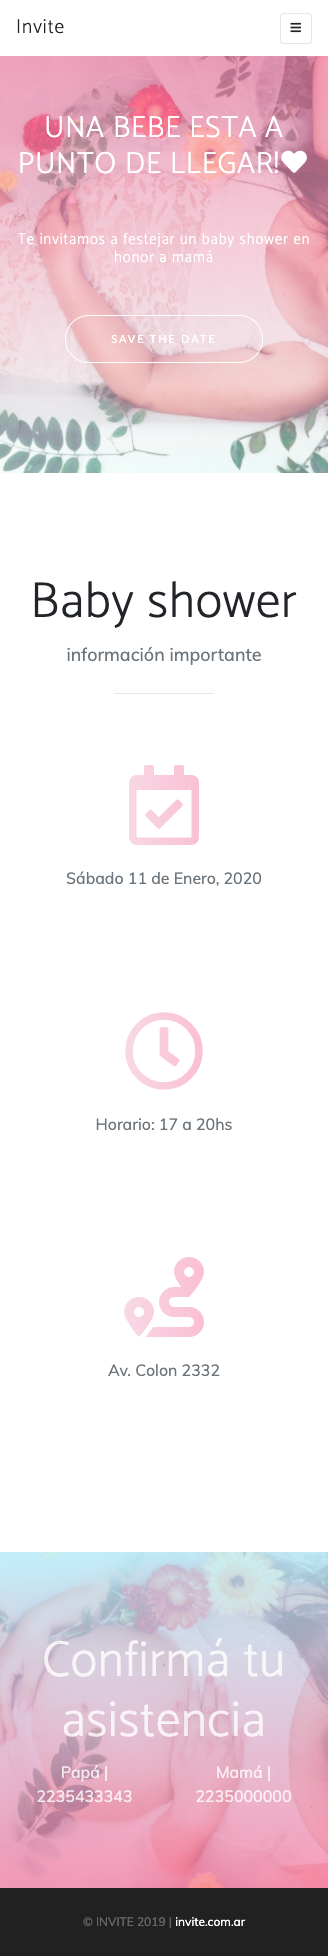 Invite
UNA BEBE ESTA A
PUNTO DE LLEGAR!
Te invitamos a festejar un baby shower en
honor a mamá
SAVE THE DATE
Baby shower
información importante
Sábado 11 de Enero, 2020
Horario: 17 a 20hs
Av. Colon 2332
Confirmá tu
asistencia
Papá |
2235433343
Mamá |
2235000000
© INVITE 2019 | invite.com.ar